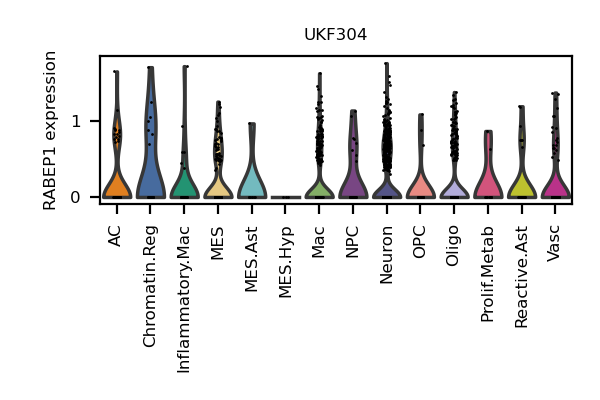 UKF304
RABEP1 expression
1
0
AC
Chromatin.Reg
Inflammatory.Mac
MES
MES.Ast
MES.Hyp
Mac
NPC
Neuron
OPC
Oligo
Prolif.Metab
Reactive.Ast
Vasc